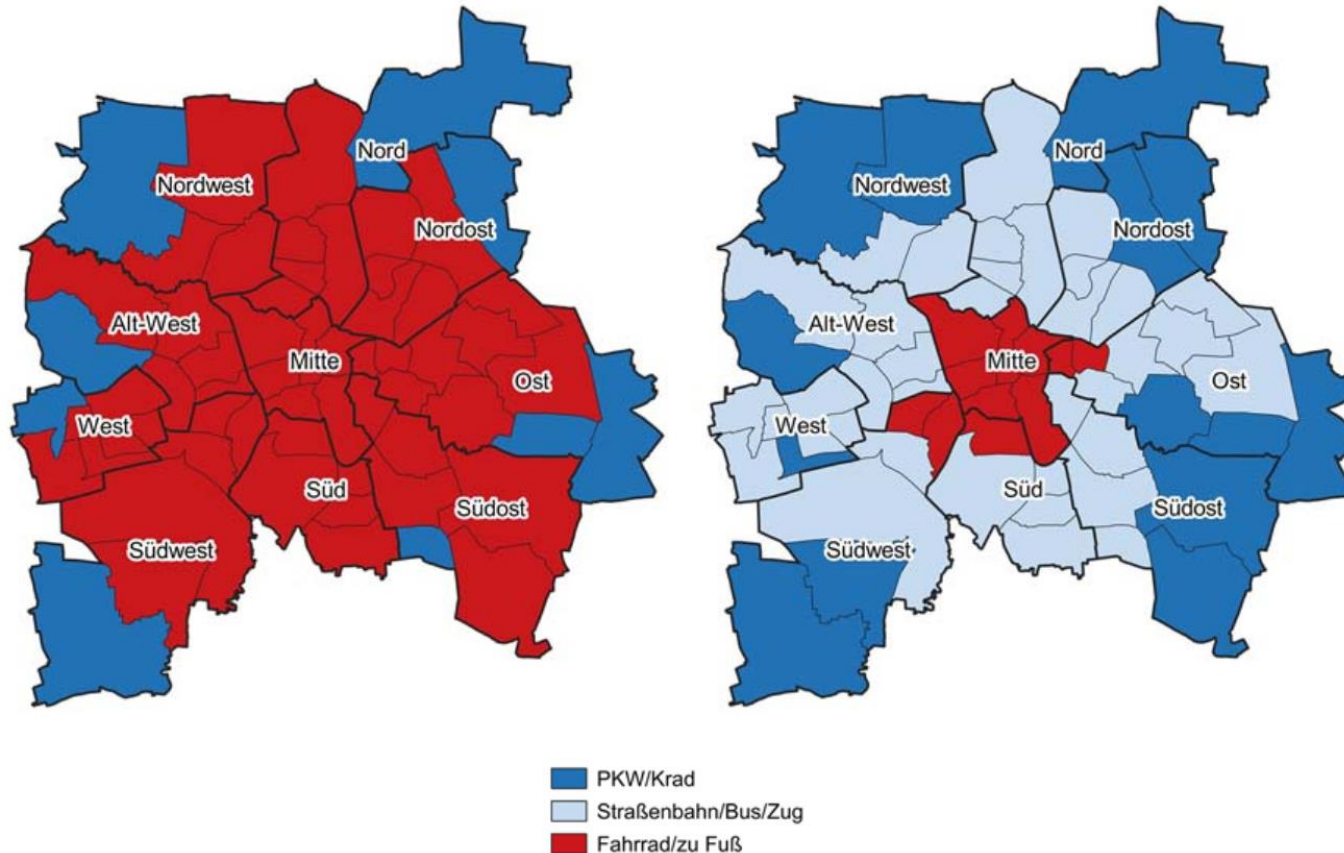 Nord
Nordwest
Nordost
Alt-West
Mitte
Ost
West
Süd
Südost
Südwest
Nord
Nordwest
Nordost
Alt-West
Mitte
Ost
West
Süd
Südost
Südwest
PKW/Krad
Straßenbahn/Bus/Zug
Fahrrad/zu Fuß